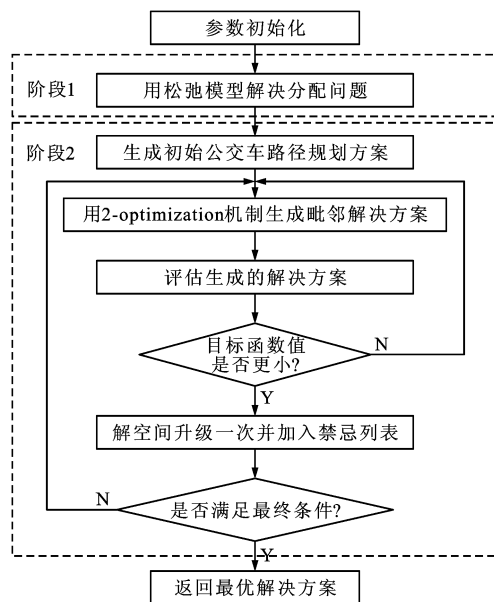 参数初始化
阶段1
用松弛模型解决分配问题
阶段2
生成初始公交车路径规划方案
用2-optimization机制生成毗邻解决方案
评估生成的解决方案
目标函数值
是否更小?
N
Y
解空间升级一次并加入禁忌列表
N
是否满足最终条件?
Y
返回最优解决方案